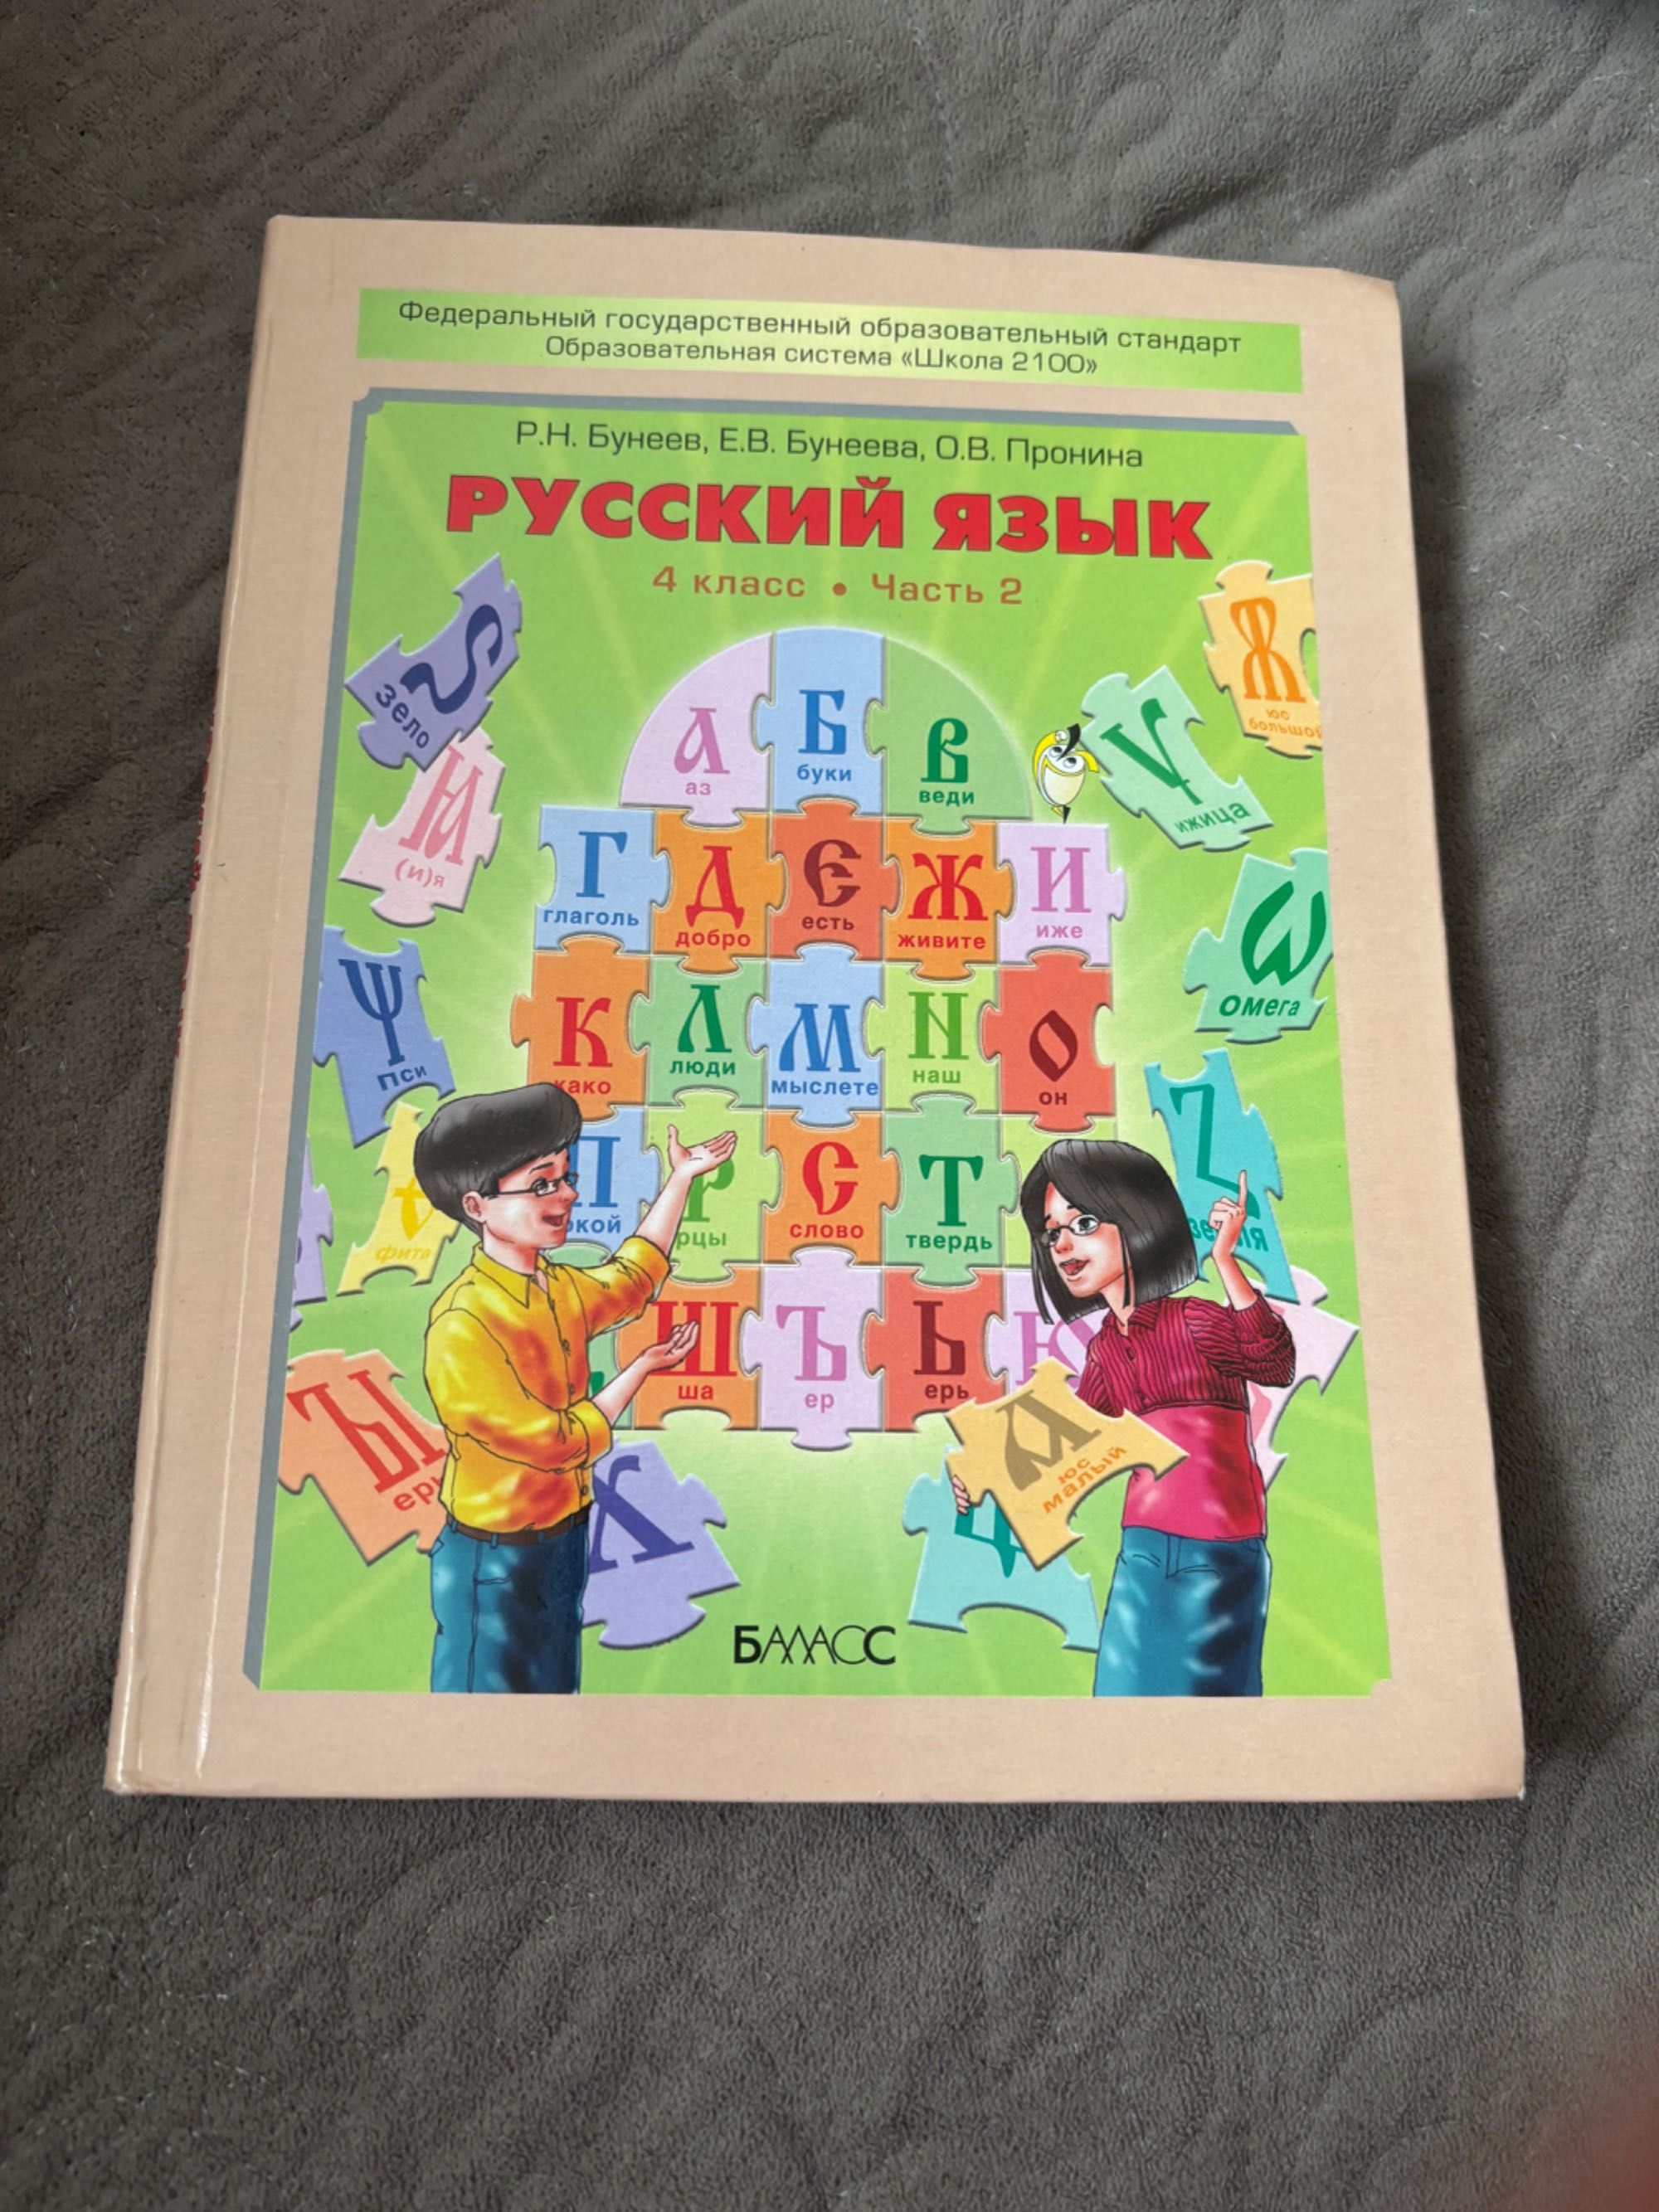 Федеральный государственный образовательный стандарт
Образовательная система «Школа 2100»
Р.Н. Бунеев, Е.В. Бунеева, О.В. Пронина
РУССКИЙ ЯЗЫК
4 класс • Часть 2
Ѕ
зело
Ѫ
юс
большой
А
аз
Б
буки
В
веди
Ѵ
ижица
Ꙗ
(и)я
Г
глаголь
Д
добро
Є
есть
Ж
живите
И
иже
Ѡ
омега
Ѱ
пси
К
како
Л
люди
М
мыслете
N
наш
О
он
фита
П
Р
рцы
С
слово
Т
твердь
Z
Ш
ша
Ъ
ер
Ь
ерь
Ꙑ
Ѧ
юс
малый
Х
БАЛАСС